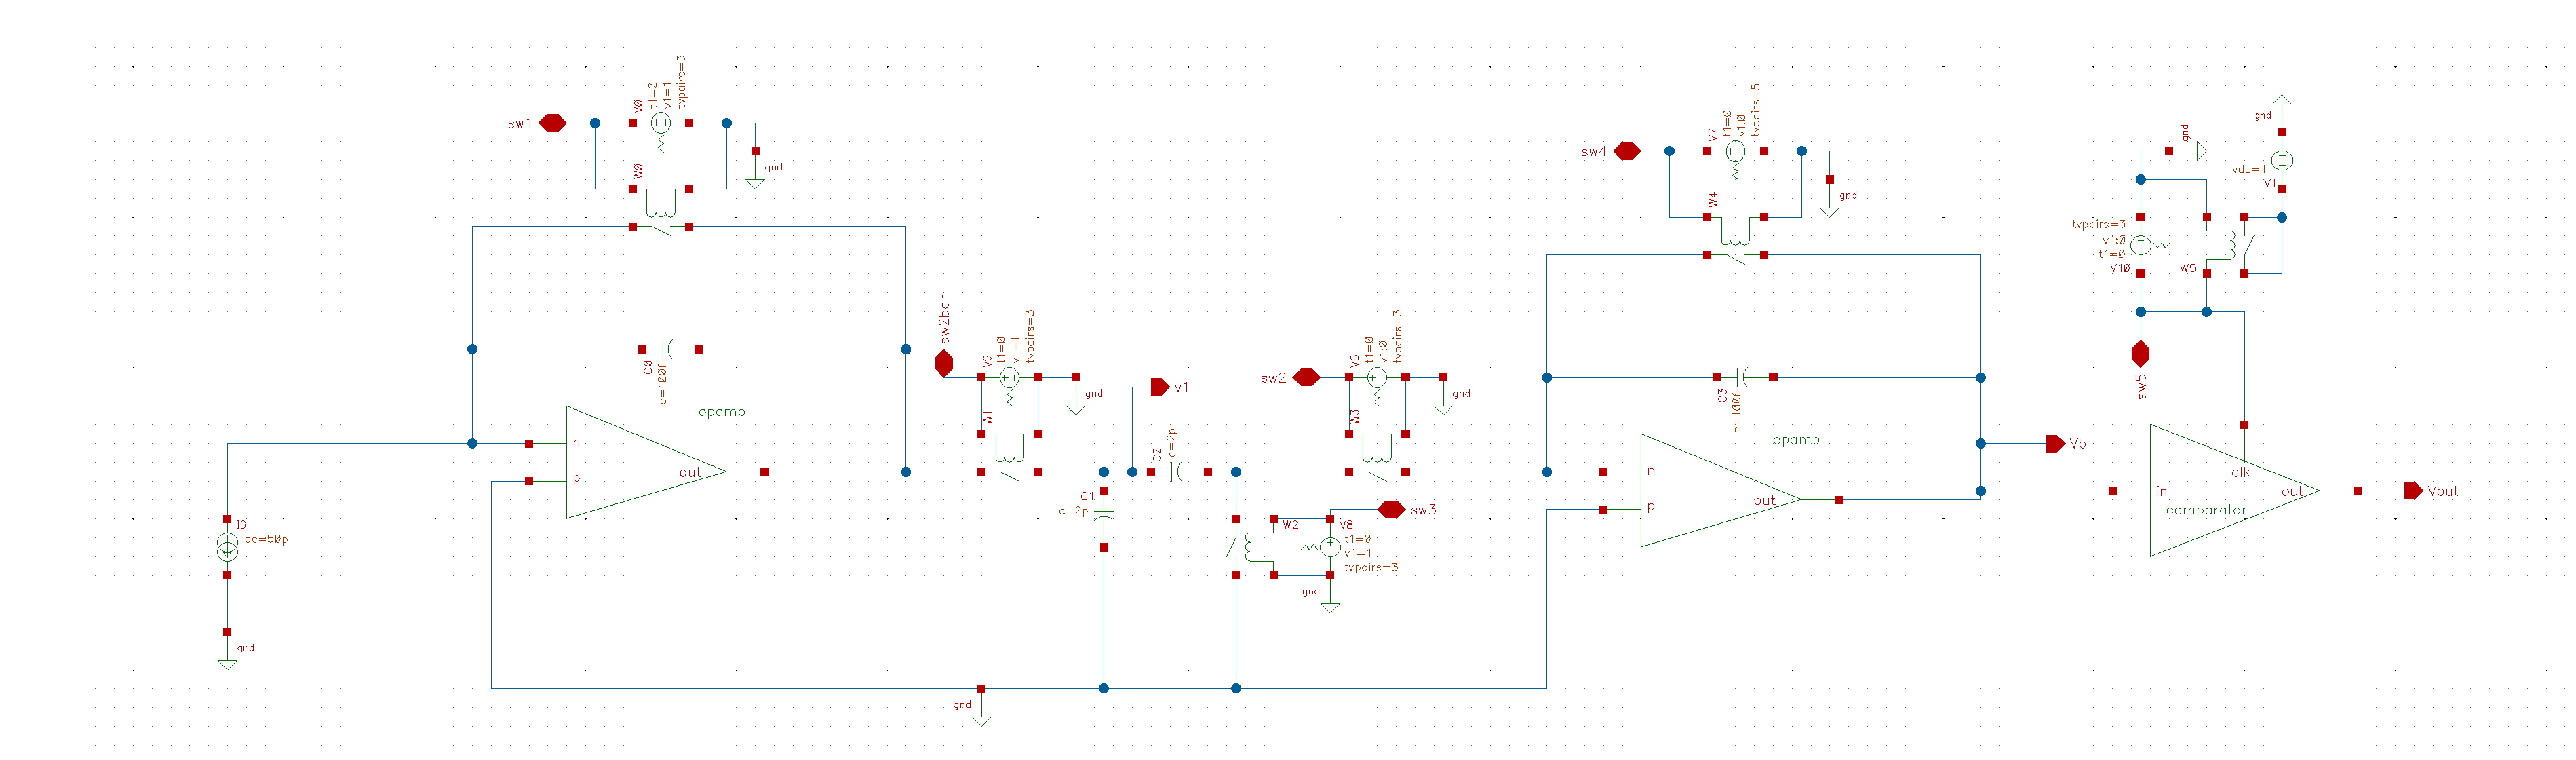 sw1
V0
t1=0
v1=1
tvpairs=3
W0
gnd
C0
c=100f
opamp
n
p
out
I9
idc=50p
gnd
sw2bar
V9
t1=0
v1=1
tvpairs=3
W1
gnd
v1
C2
c=2p
C1
c=2p
gnd
sw2
V6
t1=0
v1:0
tvpairs=3
W3
gnd
W2
V8
sw3
t1=0
v1=1
tvpairs=3
gnd
sw4
V7
t1=0
v1:0
tvpairs=5
W4
gnd
C3
c=100f
opamp
n
p
out
Vb
gnd
gnd
vdc=1
V1
tvpairs=3
v1:0
t1=0
V10
W5
sw5
clk
in
out
comparator
Vout